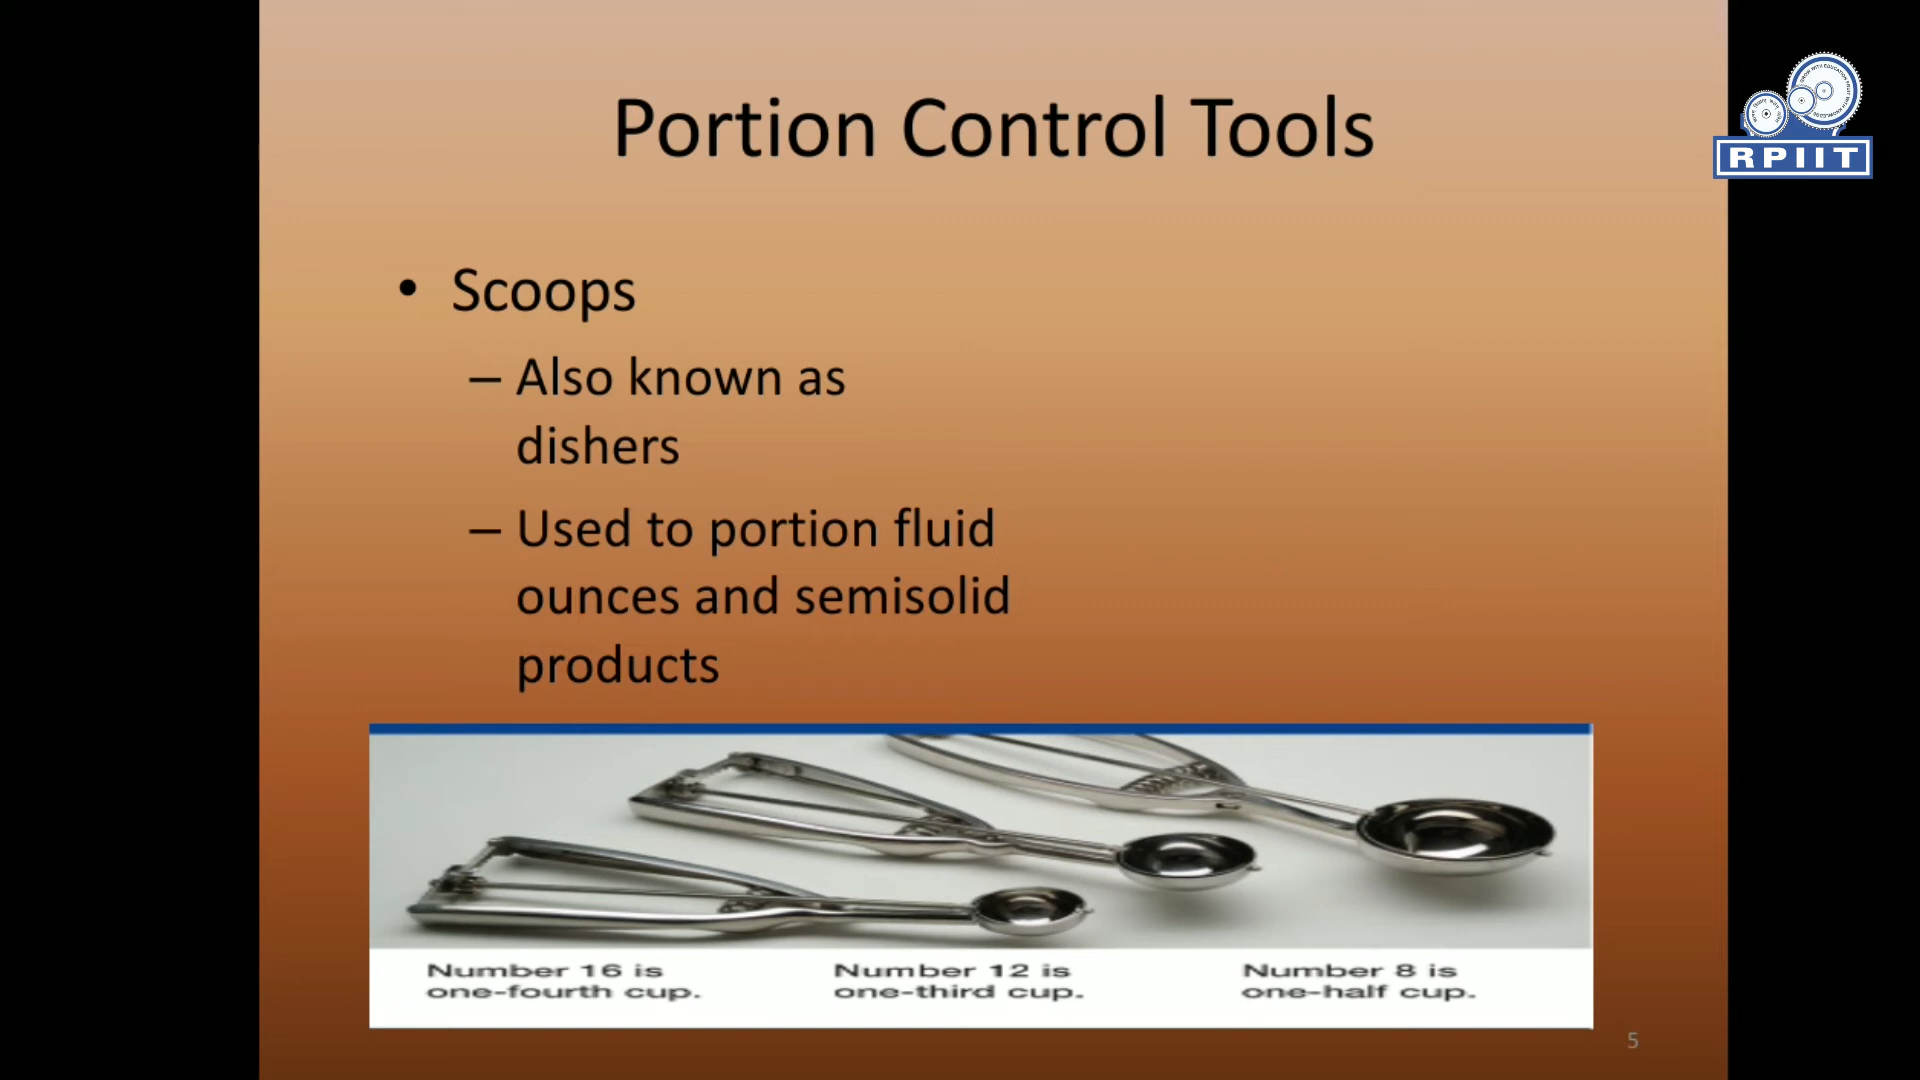 Portion Control Tools
RPIIT
• Scoops
– Also known as
dishers
– Used to portion fluid
ounces and semisolid
products
Number 16 is
one-fourth cup.
Number 12 is
one-third cup.
Number 8 is
one-half cup.
5